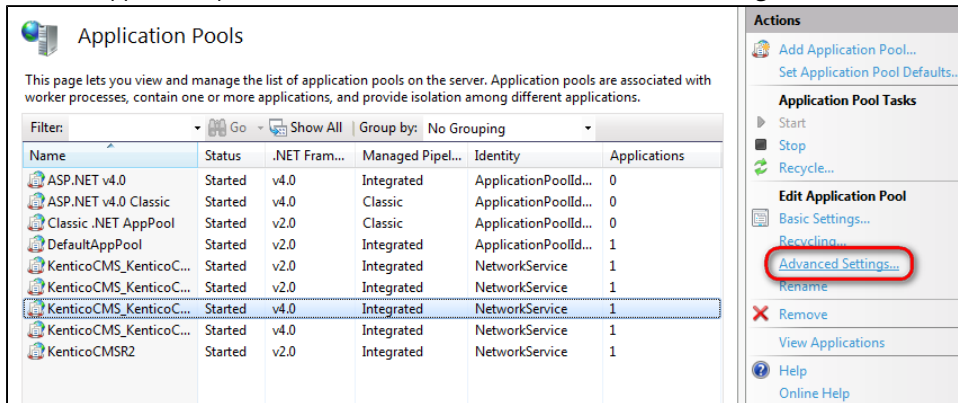 Application Pools
This page lets you view and manage the list of application pools on the server. Application pools are associated with
worker processes, contain one or more applications, and provide isolation among different applications.
Filter: Go Show All Group by: No Grouping
Name Status .NET Fram... Managed Pipel... Identity Applications
ASP.NET v4.0 Started v4.0 Integrated ApplicationPoolId... 0
ASP.NET v4.0 Classic Started v4.0 Classic ApplicationPoolId... 0
Classic .NET AppPool Started v2.0 Classic ApplicationPoolId... 0
DefaultAppPool Started v2.0 Integrated ApplicationPoolId... 1
KenticoCMS_KenticoC... Started v2.0 Integrated NetworkService 1
KenticoCMS_KenticoC... Started v2.0 Integrated NetworkService 1
KenticoCMS_KenticoC... Started v4.0 Integrated NetworkService 1
KenticoCMS_KenticoC... Started v4.0 Integrated NetworkService 1
KenticoCMSR2 Started v2.0 Integrated NetworkService 1
Actions
Add Application Pool...
Set Application Pool Defaults...
Application Pool Tasks
Start
Stop
Recycle...
Edit Application Pool
Basic Settings...
Recycling...
Advanced Settings...
Rename
Remove
View Applications
Help
Online Help